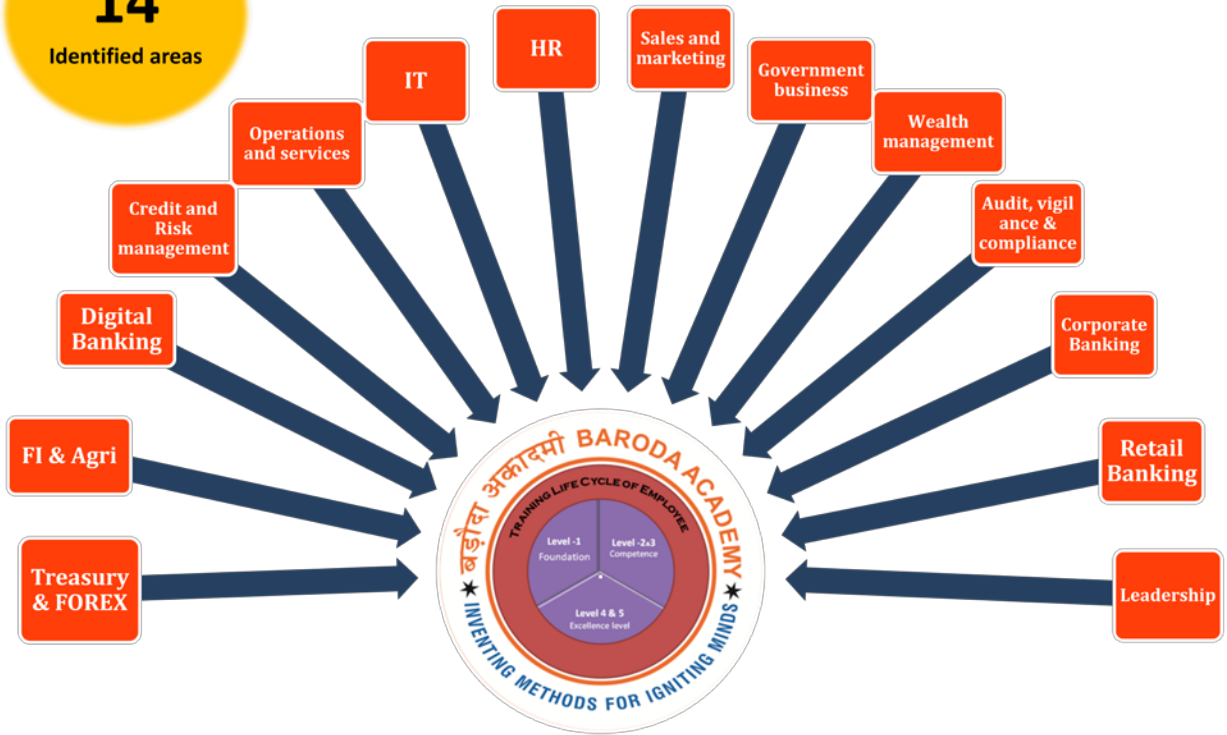 14
Identified areas
HR
Sales and
marketing
IT
Government
business
Operations
and services
Wealth
management
Credit and
Risk
management
Audit, vigil
ance &
compliance
Digital
Banking
Corporate
Banking
FI & Agri
Retail
Banking
Treasury
& FOREX
Leadership
बड़ौदा अकादमी BARODA ACADEMY
TRAINING LIFE CYCLE OF EMPLOYEE
Level -1
Foundation
Level -2&3
Competence
Level 4 & 5
Excellence level
INVENTING METHODS FOR IGNITING MINDS